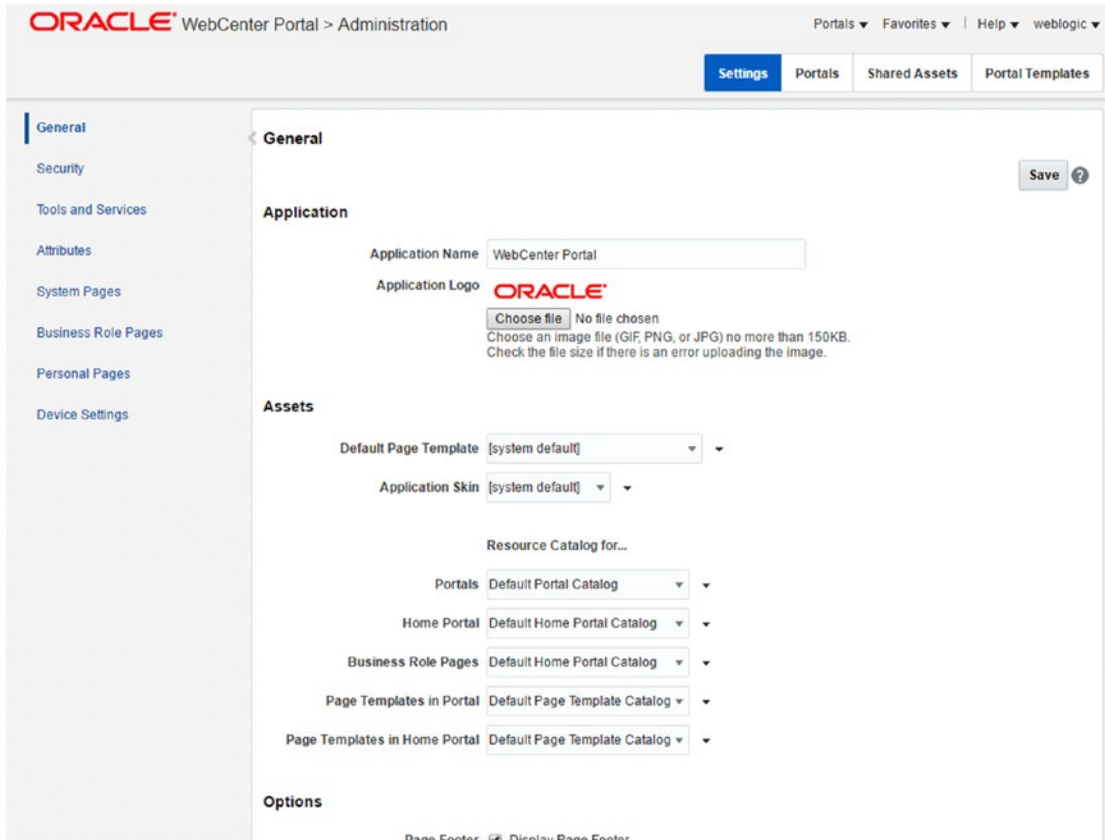 ORACLE® WebCenter Portal > Administration
Portals Favorites Help weblogic
Settings Portals Shared Assets Portal Templates
General
Security
Tools and Services
Attributes
System Pages
Business Role Pages
Personal Pages
Device Settings
General
Save ?
Application
Application Name WebCenter Portal
Application Logo ORACLE®
Choose file No file chosen
Choose an image file (GIF, PNG, or JPG) no more than 150KB.
Check the file size if there is an error uploading the image.
Assets
Default Page Template [system default]
Application Skin [system default]
Resource Catalog for...
Portals Default Portal Catalog
Home Portal Default Home Portal Catalog
Business Role Pages Default Home Portal Catalog
Page Templates in Portal Default Page Template Catalog
Page Templates in Home Portal Default Page Template Catalog
Options
Page Footer Display Page Footer